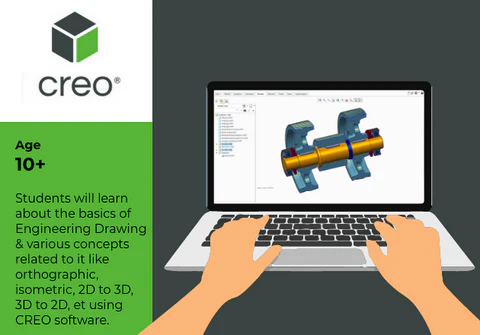 creo®
Age
10+
Students will learn
about the basics of
Engineering Drawing
& various concepts
related to it like
orthographic,
isometric, 2D to 3D,
3D to 2D, et using
CREO software.